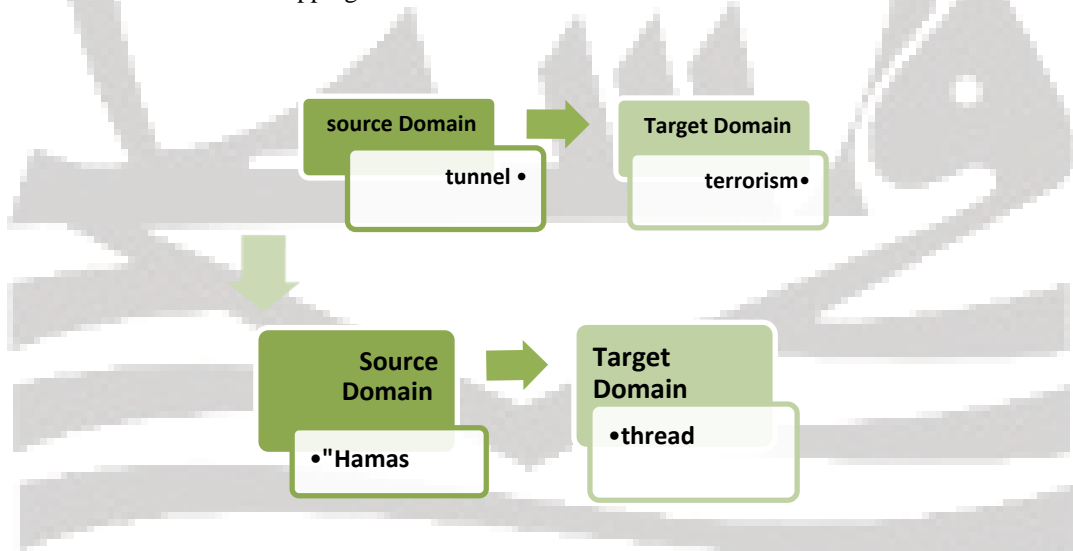 source Domain
Target Domain
tunnel •
terrorism•
Source
Domain
Target
Domain
•"Hamas
•thread